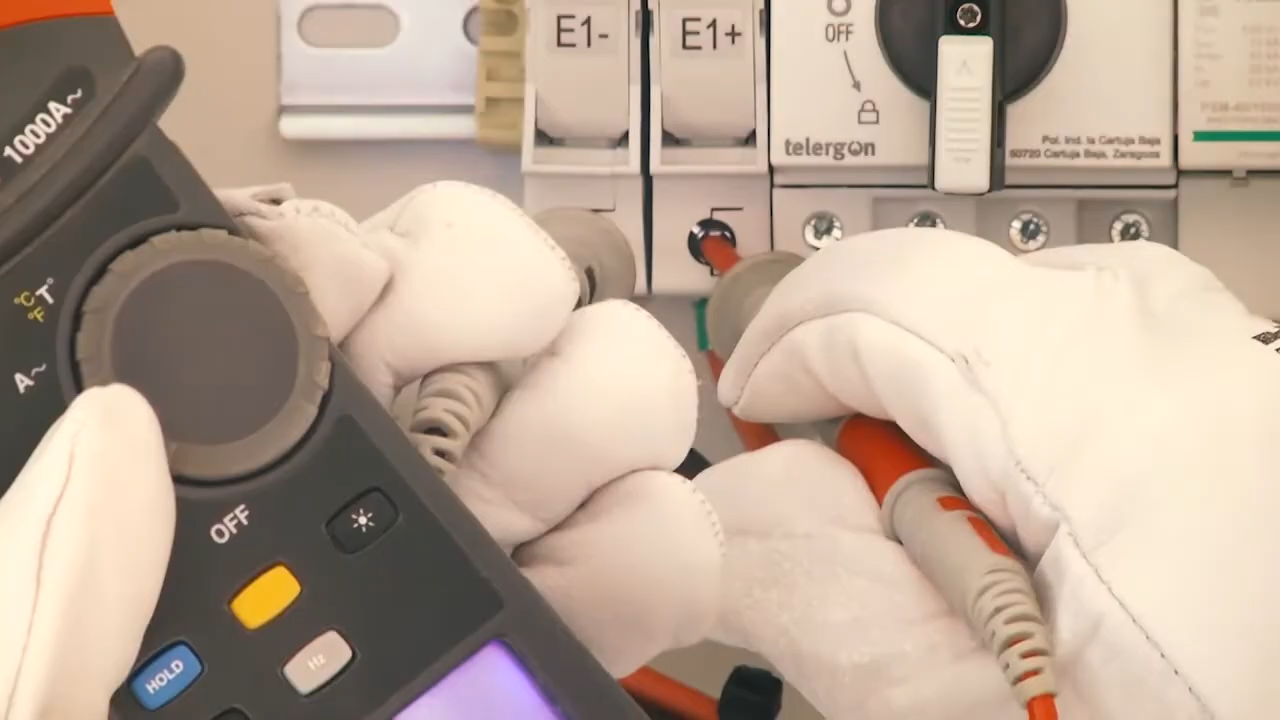 E1-
E1+
OFF
telergon
Pol. Ind. la Cartuja Baja
50720 Cartuja Baja, Zaragoza
1000A~
°C
°F
T°
A~
OFF
HOLD
Hz